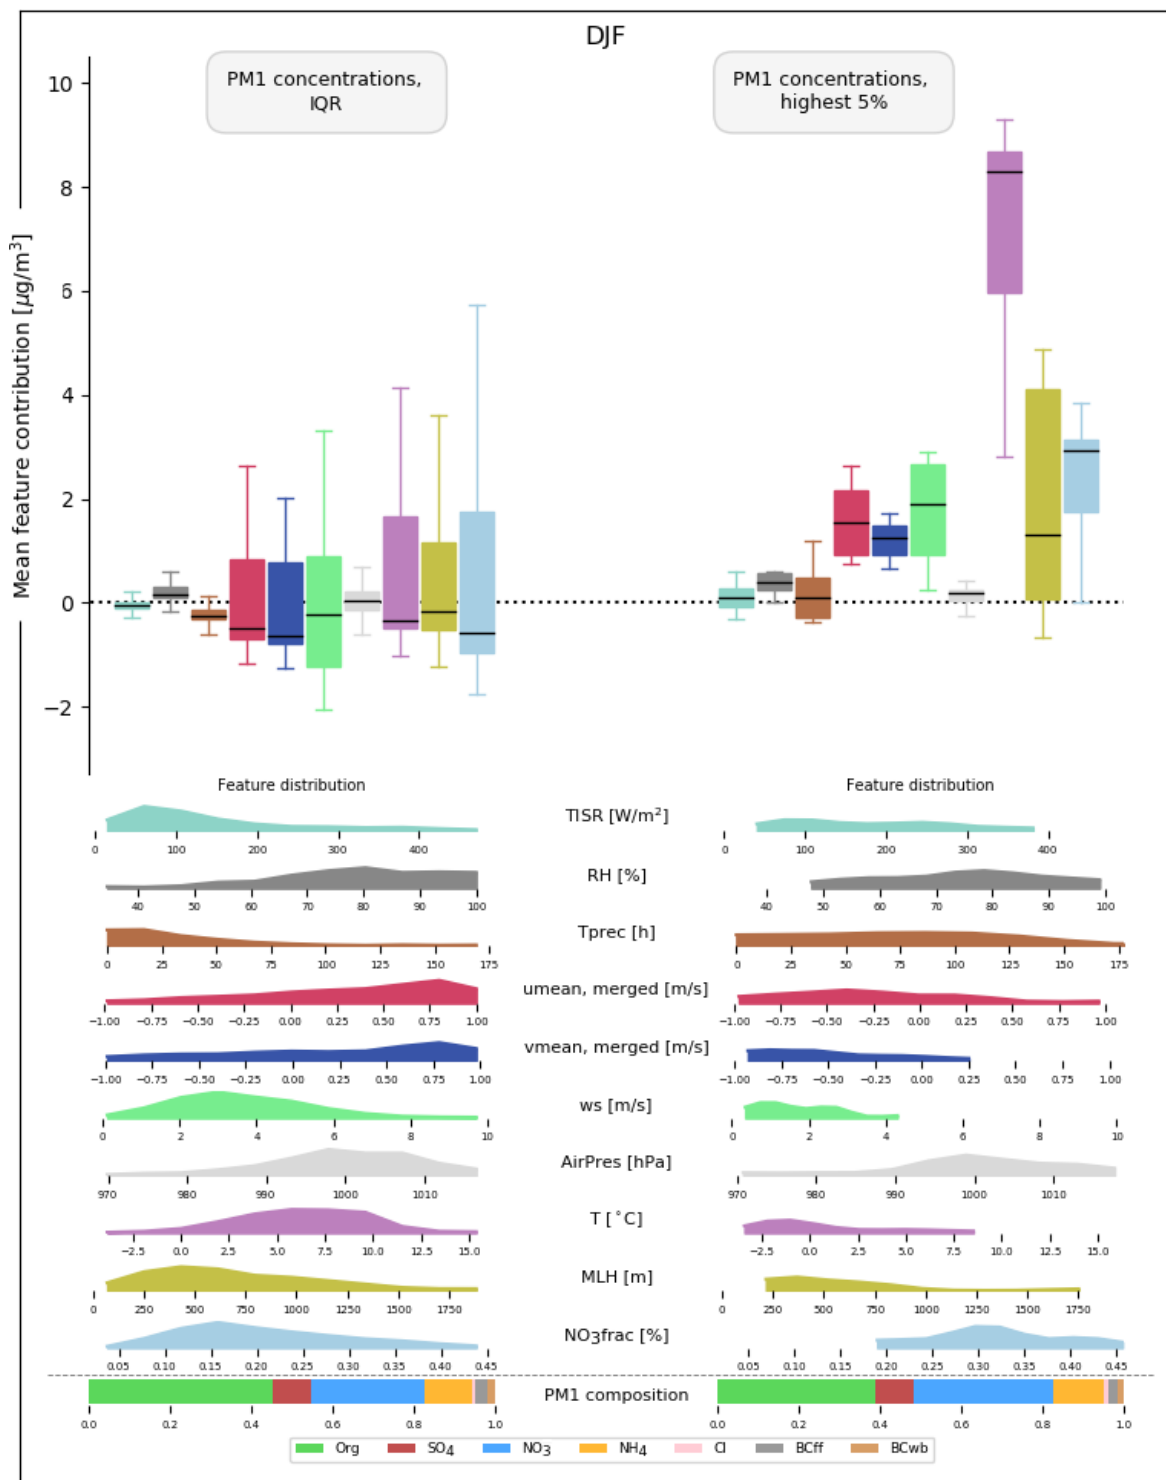 DJF
PM1 concentrations,
IQR
PM1 concentrations,
highest 5%
Mean feature contribution [µg/m³]
10
8
6
4
2
0
−2
Feature distribution
Feature distribution
TISR [W/m²]
0 100 200 300 400
0 100 200 300 400
RH [%]
40 50 60 70 80 90 100
40 50 60 70 80 90 100
Tprec [h]
0 25 50 75 100 125 150 175
0 25 50 75 100 125 150 175
umean, merged [m/s]
−1.00 −0.75 −0.50 −0.25 0.00 0.25 0.50 0.75 1.00
−1.00 −0.75 −0.50 −0.25 0.00 0.25 0.50 0.75 1.00
vmean, merged [m/s]
−1.00 −0.75 −0.50 −0.25 0.00 0.25 0.50 0.75 1.00
−1.00 −0.75 −0.50 −0.25 0.00 0.25 0.50 0.75 1.00
ws [m/s]
0 2 4 6 8 10
0 2 4 6 8 10
AirPres [hPa]
970 980 990 1000 1010
970 980 990 1000 1010
T [°C]
−2.5 0.0 2.5 5.0 7.5 10.0 12.5 15.0
−2.5 0.0 2.5 5.0 7.5 10.0 12.5 15.0
MLH [m]
0 250 500 750 1000 1250 1500 1750
0 250 500 750 1000 1250 1500 1750
NO₃frac [%]
0.05 0.10 0.15 0.20 0.25 0.30 0.35 0.40 0.45
0.05 0.10 0.15 0.20 0.25 0.30 0.35 0.40 0.45
PM1 composition
0.0 0.2 0.4 0.6 0.8 1.0
0.0 0.2 0.4 0.6 0.8 1.0
Org SO₄ NO₃ NH₄ Cl BCff BCwb